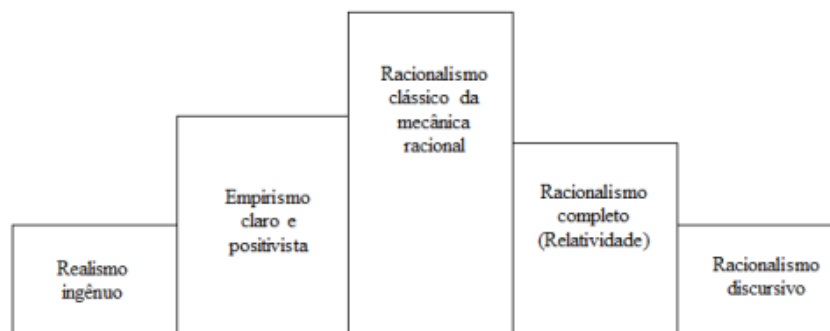 Realismo
ingênuo
Empirismo
claro e
positivista
Racionalismo
clássico da
mecânica
racional
Racionalismo
completo
(Relatividade)
Racionalismo
discursivo